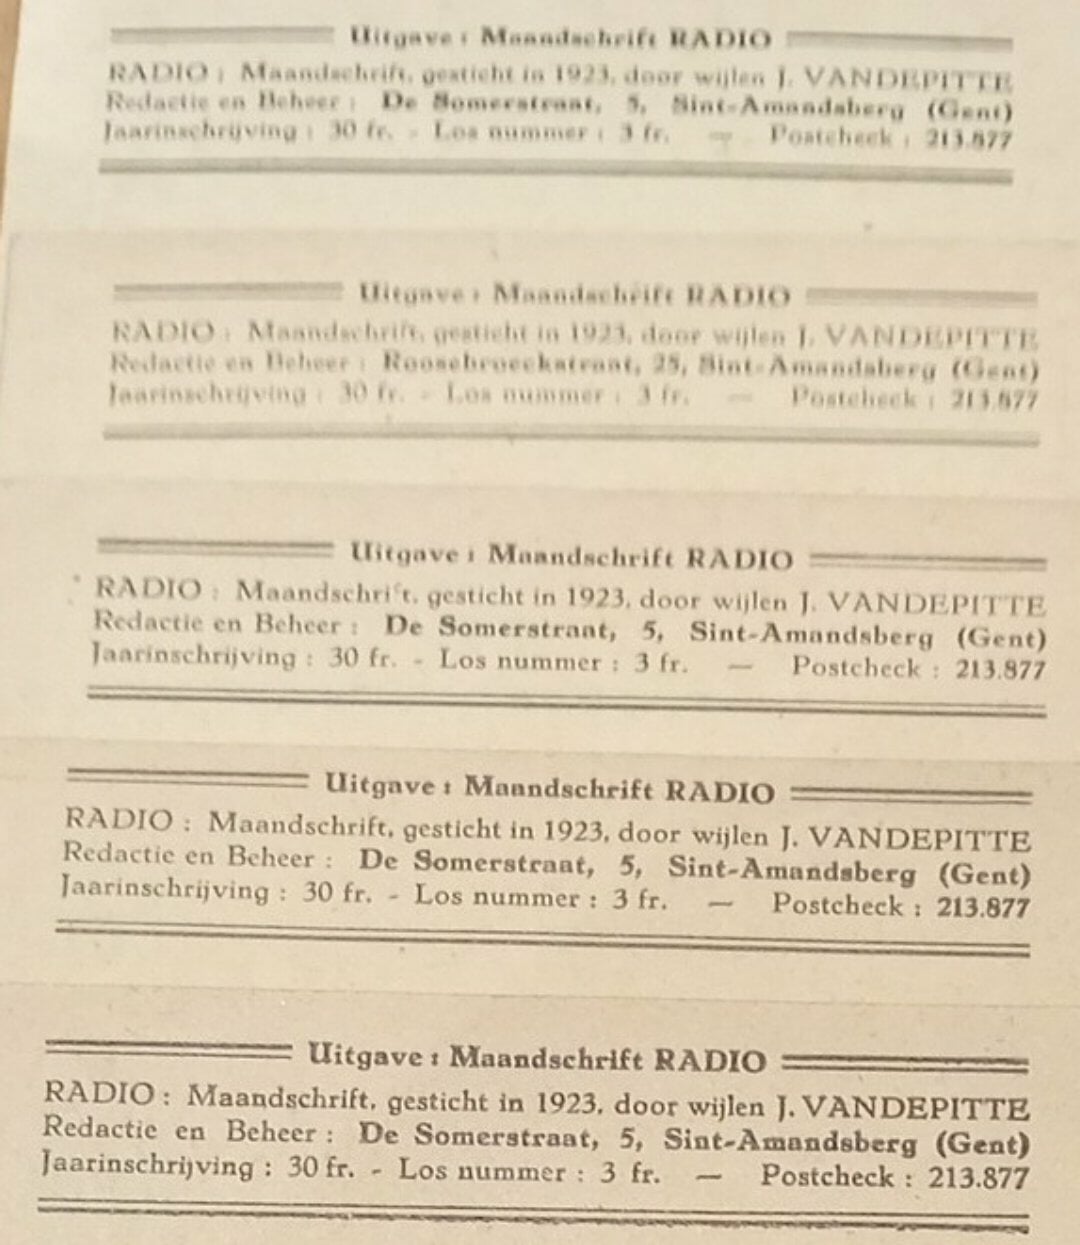 Uitgave : Maandschrift RADIO
RADIO : Maandschrift, gesticht in 1923, door wijlen J. VANDEPITTE
Redactie en Beheer : De Somerstraat, 5, Sint-Amandsberg (Gent)
Jaarinschrijving : 30 fr. - Los nummer : 3 fr. — Postcheck : 213.877
Uitgave : Maandschrift RADIO
RADIO : Maandschrift, gesticht in 1923, door wijlen J. VANDEPITTE
Redactie en Beheer : Roosebroeckstraat, 25, Sint-Amandsberg (Gent)
Jaarinschrijving : 30 fr. - Los nummer : 3 fr. — Postcheck : 213.877
Uitgave : Maandschrift RADIO
RADIO : Maandschrift, gesticht in 1923, door wijlen J. VANDEPITTE
Redactie en Beheer : De Somerstraat, 5, Sint-Amandsberg (Gent)
Jaarinschrijving : 30 fr. - Los nummer : 3 fr. — Postcheck : 213.877
Uitgave : Maandschrift RADIO
RADIO : Maandschrift, gesticht in 1923, door wijlen J. VANDEPITTE
Redactie en Beheer : De Somerstraat, 5, Sint-Amandsberg (Gent)
Jaarinschrijving : 30 fr. - Los nummer : 3 fr. — Postcheck : 213.877
Uitgave : Maandschrift RADIO
RADIO : Maandschrift, gesticht in 1923, door wijlen J. VANDEPITTE
Redactie en Beheer : De Somerstraat, 5, Sint-Amandsberg (Gent)
Jaarinschrijving : 30 fr. - Los nummer : 3 fr. — Postcheck : 213.877